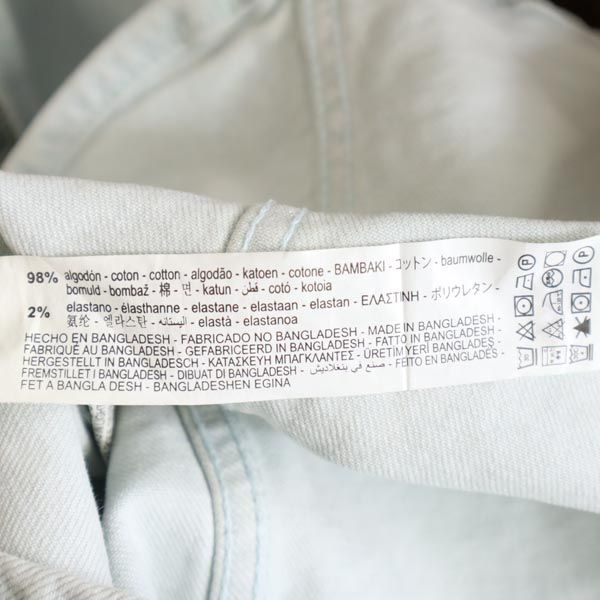 98% algodón - coton - cotton - algodão - katoen - cotone - BAMBAKI - コットン - baumwolle -
bomuld - bombaž - 棉 - 면 - katun - قطن - cotó - kotoia
2% elastano - élasthanne - elastane - elastaan - elastan - ΕΛΑΣΤΙΝΗ - ポリウレタン -
氨纶 - 엘라스탄 - اليستانه - elastà - elastanoa
HECHO EN BANGLADESH - FABRICADO NO BANGLADESH - MADE IN BANGLADESH -
FABRIQUÉ AU BANGLADESH - GEFABRICEERD IN BANGLADESH - FATTO IN BANGLADESH -
HERGESTELLT IN BANGLADESCH - ΚΑΤΑΣΚΕΥΗ ΜΠΑΓΚΛΑΝΤΕΣ - ÜRETİM YERİ BANGLADEŞ -
FREMSTILLET I BANGLADESH - DIBUAT DI BANGLADESH - صنع في بنغلاديش - FEITO EN BANGLADESH -
FET A BANGLA DESH - BANGLADESHEN EGINA